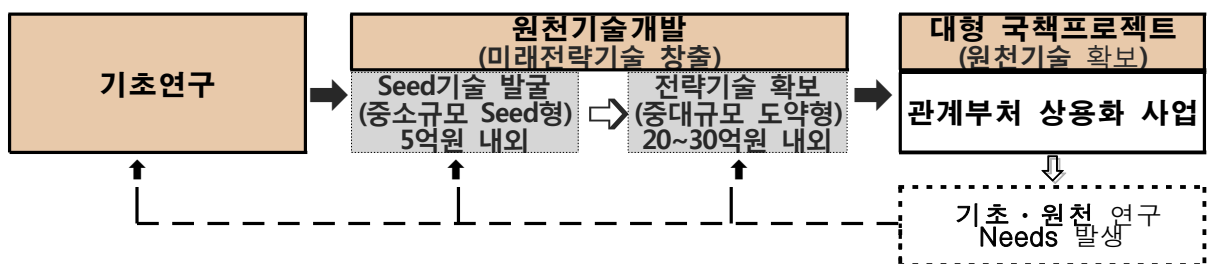 기초연구
원천기술개발
(미래전략기술 창출)
Seed기술 발굴
(중소규모 Seed형)
5억원 내외
전략기술 확보
(중대규모 도약형)
20~30억원 내외
대형 국책프로젝트
(원천기술 확보)
관계부처 상용화 사업
기초·원천 연구
Needs 발생